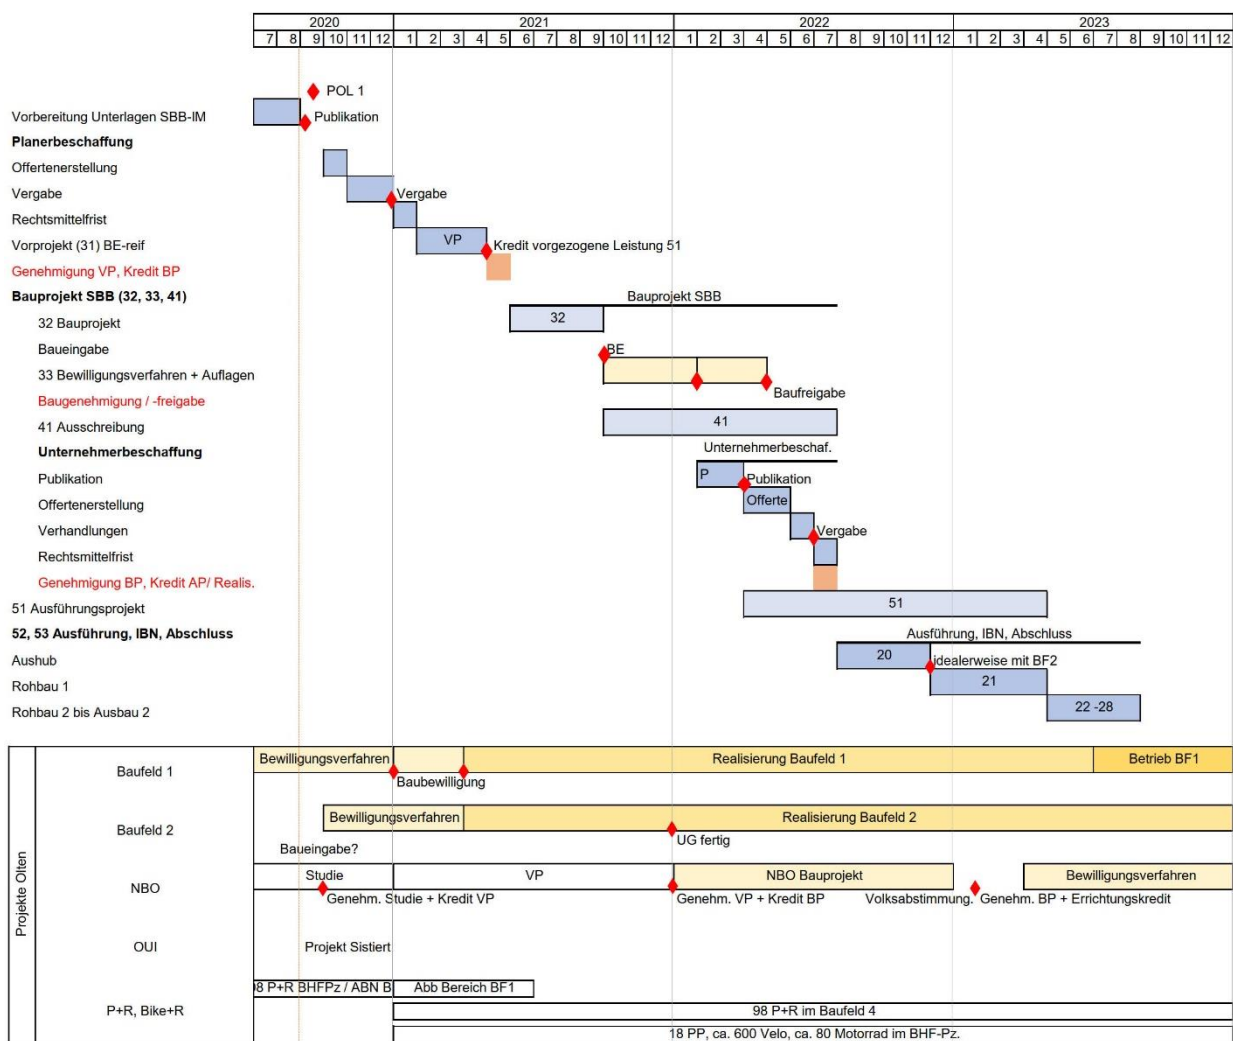 2020 2021 2022 2023
7 8 9 10 11 12 1 2 3 4 5 6 7 8 9 10 11 12 1 2 3 4 5 6 7 8 9 10 11 12 1 2 3 4 5 6 7 8 9 10 11 12
POL 1
Vorbereitung Unterlagen SBB-IM Publikation
Planerbeschaffung
Offertenerstellung
Vergabe Vergabe
Rechtsmittelfrist
Vorprojekt (31) BE-reif VP Kredit vorgezogene Leistung 51
Genehmigung VP, Kredit BP
Bauprojekt SBB (32, 33, 41) Bauprojekt SBB
32 Bauprojekt 32
Baueingabe BE
33 Bewilligungsverfahren + Auflagen
Baugenehmigung / -freigabe Baufreigabe
41 Ausschreibung 41
Unternehmerbeschaffung Unternehmerbeschaf.
Publikation P Publikation
Offertenerstellung Offerte
Verhandlungen Vergabe
Rechtsmittelfrist
Genehmigung BP, Kredit AP/ Realis.
51 Ausführungsprojekt 51
52, 53 Ausführung, IBN, Abschluss Ausführung, IBN, Abschluss
Aushub 20 idealerweise mit BF2
Rohbau 1 21
Rohbau 2 bis Ausbau 2 22 -28
Projekte Olten
Baufeld 1 Bewilligungsverfahren Realisierung Baufeld 1 Betrieb BF1
Baubewilligung
Baufeld 2 Bewilligungsverfahren Realisierung Baufeld 2
UG fertig
Baueingabe?
NBO Studie VP NBO Bauprojekt Bewilligungsverfahren
Genehm. Studie + Kredit VP Genehm. VP + Kredit BP Volksabstimmung. Genehm. BP + Errichtungskredit
OUI Projekt Sistiert
98 P+R BHFPz / ABN B Abb Bereich BF1
P+R, Bike+R 98 P+R im Baufeld 4
18 PP, ca. 600 Velo, ca. 80 Motorrad im BHF-Pz.